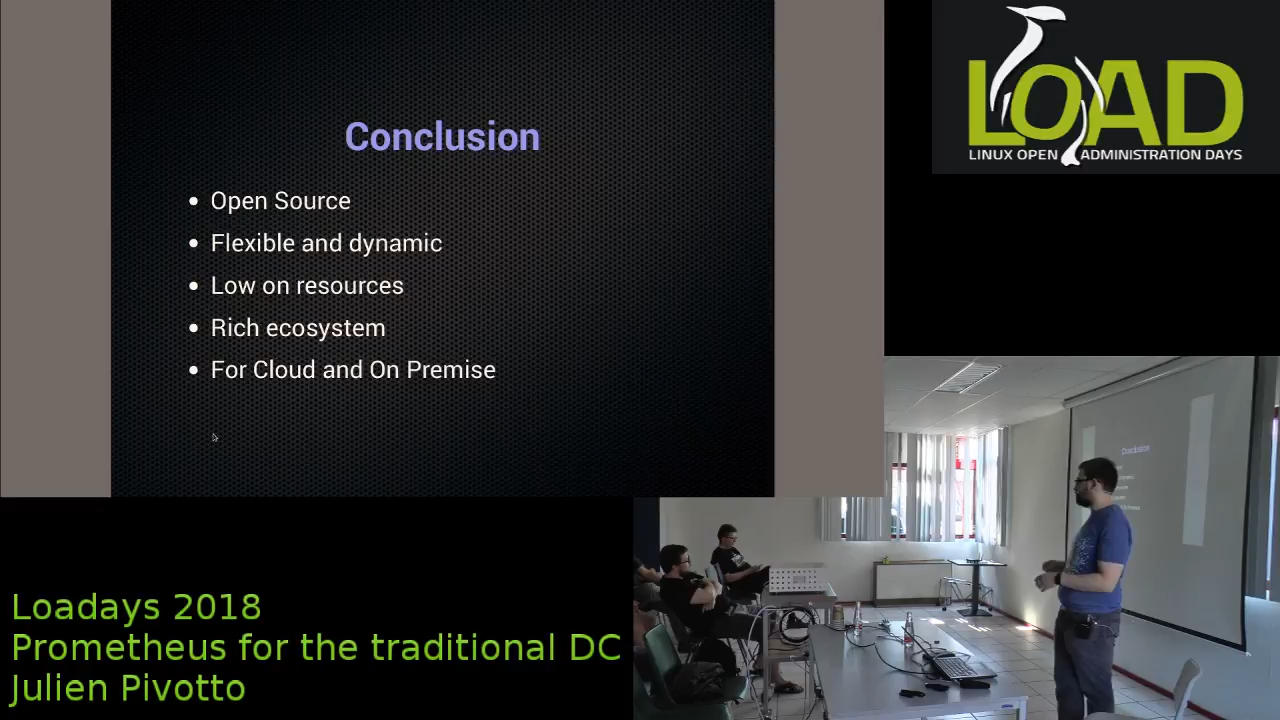 Conclusion
Open Source
Flexible and dynamic
Low on resources
Rich ecosystem
For Cloud and On Premise
LOAD
LINUX OPEN ADMINISTRATION DAYS
Conclusion
Loadays 2018
Prometheus for the traditional DC
Julien Pivotto